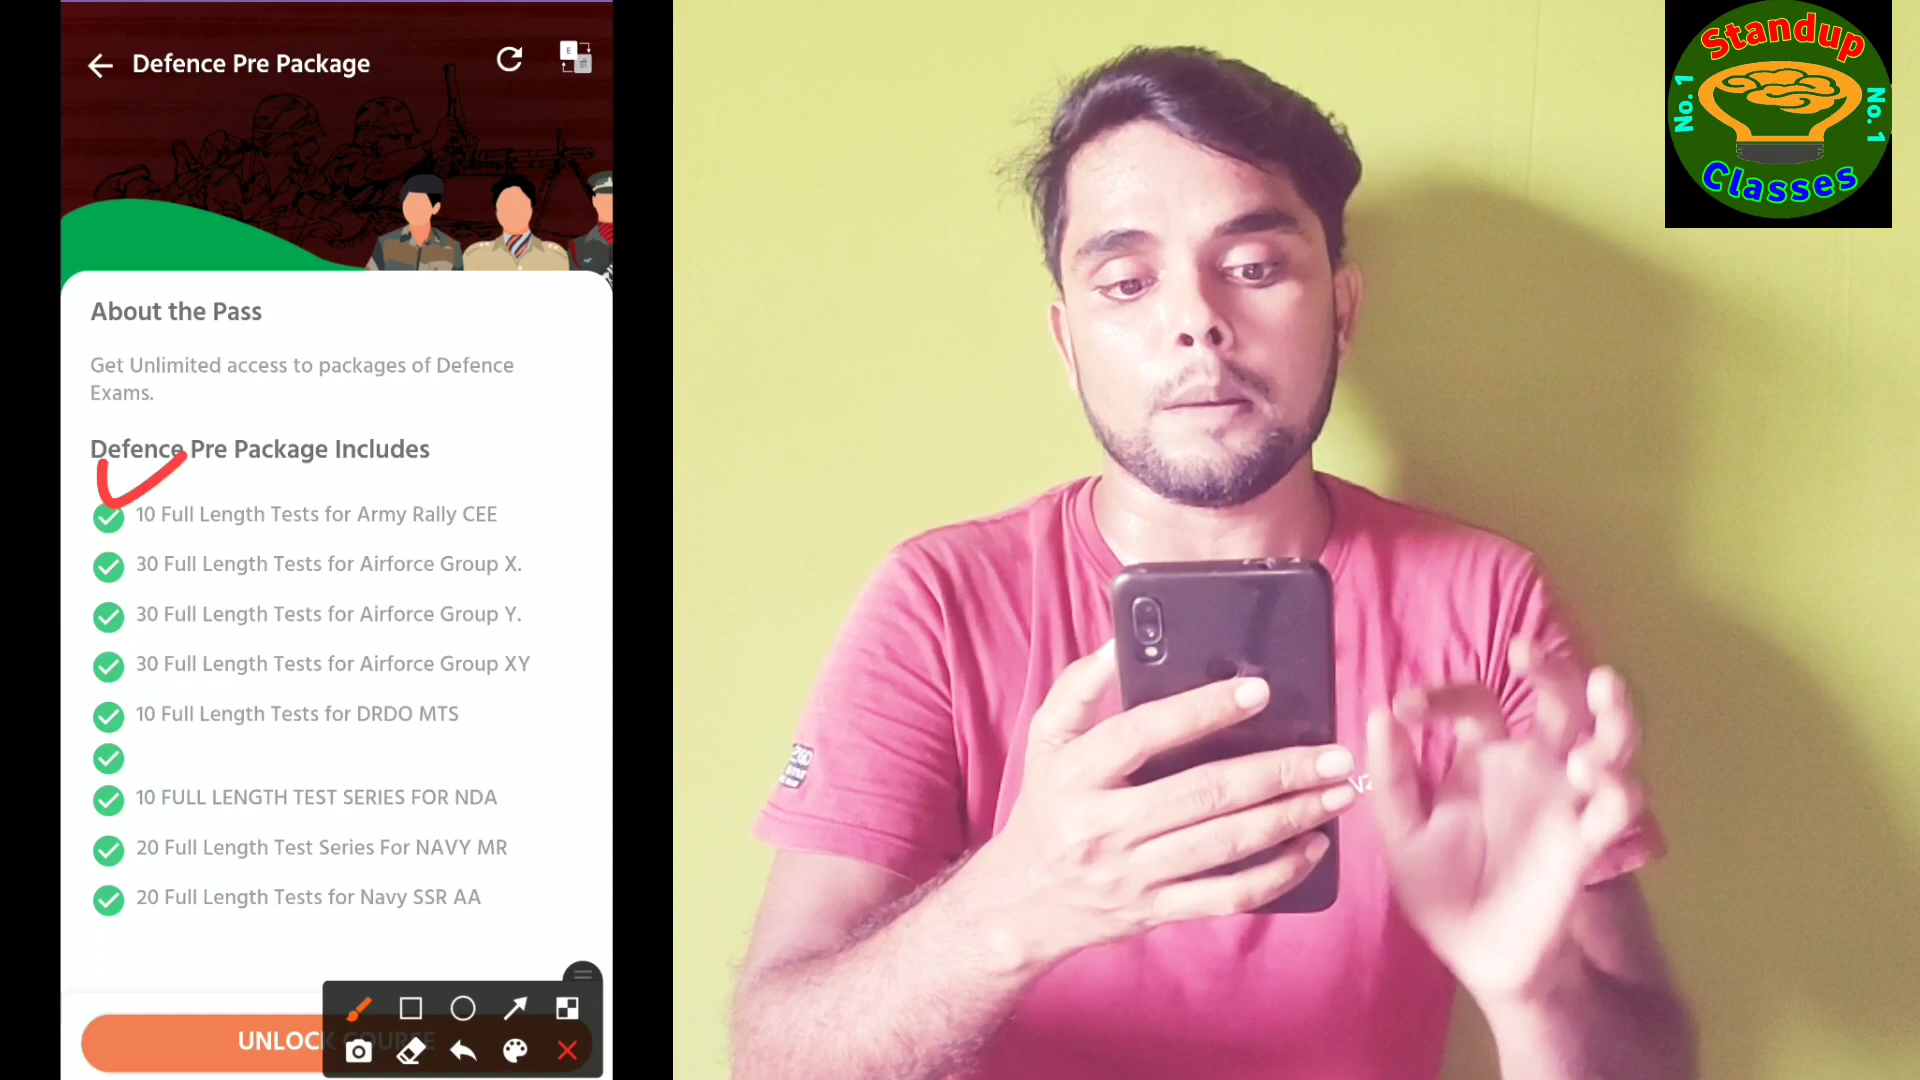 Defence Pre Package
E
About the Pass
Get Unlimited access to packages of Defence
Exams.
Defence Pre Package Includes
10 Full Length Tests for Army Rally CEE
30 Full Length Tests for Airforce Group X.
30 Full Length Tests for Airforce Group Y.
30 Full Length Tests for Airforce Group XY
10 Full Length Tests for DRDO MTS
10 FULL LENGTH TEST SERIES FOR NDA
20 Full Length Test Series For NAVY MR
20 Full Length Tests for Navy SSR AA
UNLOCK COURSE
Standup
No. 1
No. 1
Classes